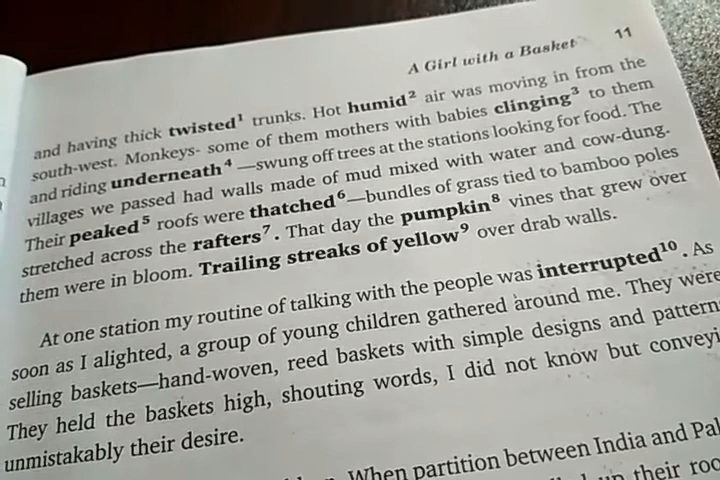 A Girl with a Basket 11
and having thick twisted¹ trunks. Hot humid² air was moving in from the
south-west. Monkeys- some of them mothers with babies clinging³ to them
and riding underneath⁴ —swung off trees at the stations looking for food. The
villages we passed had walls made of mud mixed with water and cow-dung.
Their peaked⁵ roofs were thatched⁶—bundles of grass tied to bamboo poles
stretched across the rafters⁷. That day the pumpkin⁸ vines that grew over
them were in bloom. Trailing streaks of yellow⁹ over drab walls.
At one station my routine of talking with the people was interrupted¹⁰. As
soon as I alighted, a group of young children gathered around me. They were
selling baskets—hand-woven, reed baskets with simple designs and pattern
They held the baskets high, shouting words, I did not know but conveyi
unmistakably their desire.
When partition between India and Pa
up their roo